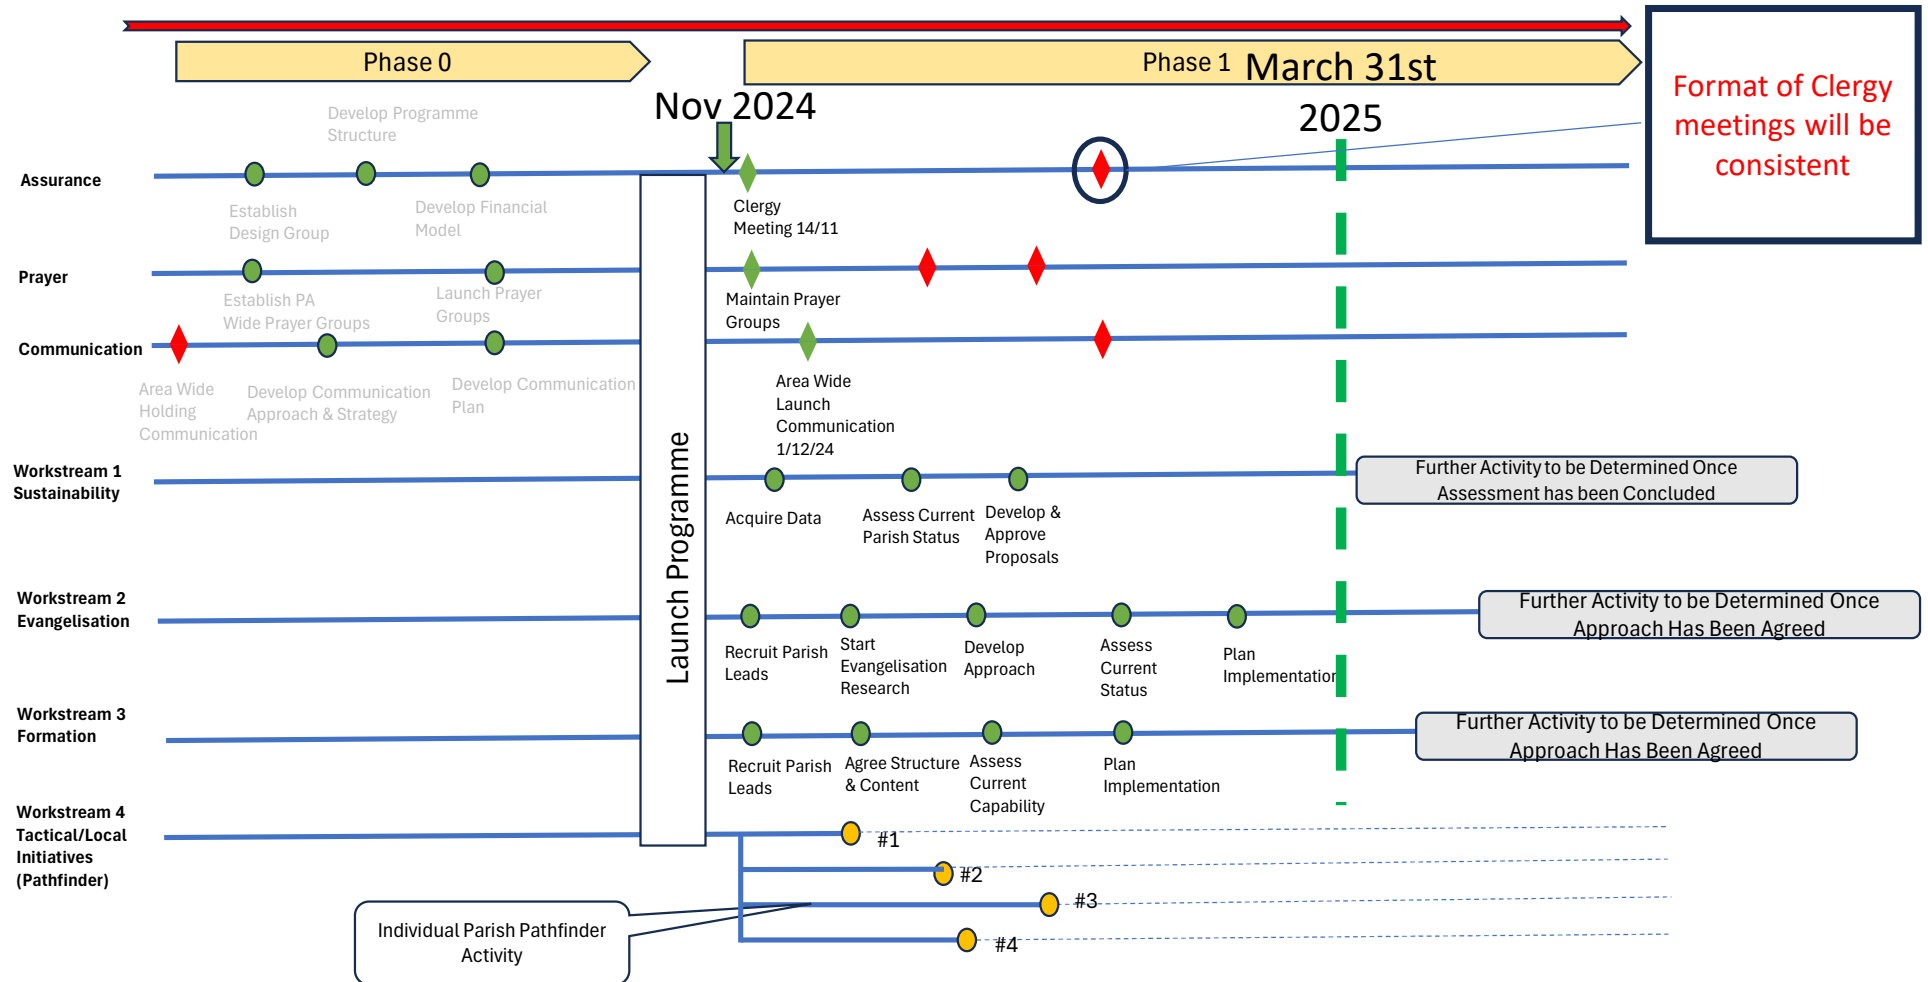 Phase 0
Phase 1
March 31st
2025
Nov 2024
Format of Clergy
meetings will be
consistent
Develop Programme
Structure
Assurance
Establish
Design Group
Develop Financial
Model
Clergy
Meeting 14/11
Prayer
Establish PA
Wide Prayer Groups
Launch Prayer
Groups
Maintain Prayer
Groups
Communication
Area Wide
Holding
Communication
Develop Communication
Approach & Strategy
Develop Communication
Plan
Area Wide
Launch
Communication
1/12/24
Launch Programme
Workstream 1
Sustainability
Acquire Data
Assess Current
Parish Status
Develop &
Approve
Proposals
Further Activity to be Determined Once
Assessment has been Concluded
Workstream 2
Evangelisation
Recruit Parish
Leads
Start
Evangelisation
Research
Develop
Approach
Assess
Current
Status
Plan
Implementation
Further Activity to be Determined Once
Approach Has Been Agreed
Workstream 3
Formation
Recruit Parish
Leads
Agree Structure
& Content
Assess
Current
Capability
Plan
Implementation
Further Activity to be Determined Once
Approach Has Been Agreed
Workstream 4
Tactical/Local
Initiatives
(Pathfinder)
#1
#2
#3
#4
Individual Parish Pathfinder
Activity